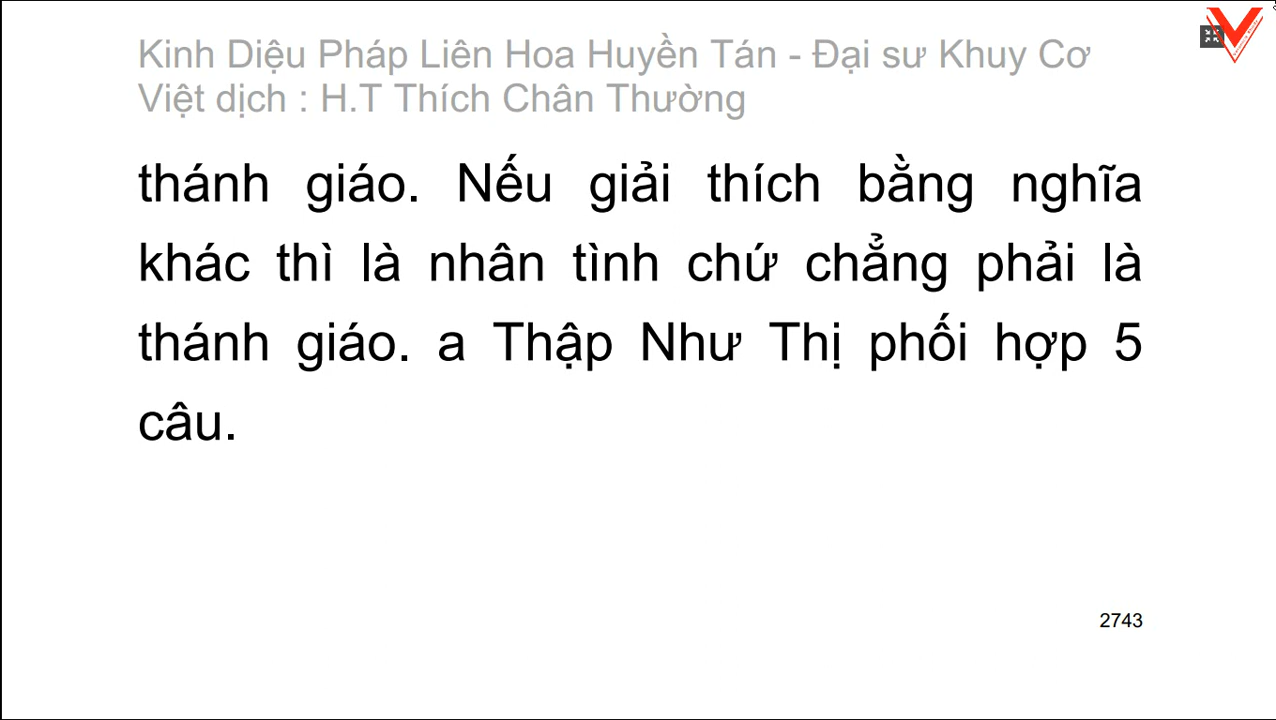 Kinh Diệu Pháp Liên Hoa Huyền Tán - Đại sư Khuy Cơ
Việt dịch : H.T Thích Chân Thường
thánh giáo. Nếu giải thích bằng nghĩa
khác thì là nhân tình chứ chẳng phải là
thánh giáo. a Thập Như Thị phối hợp 5
câu.
2743